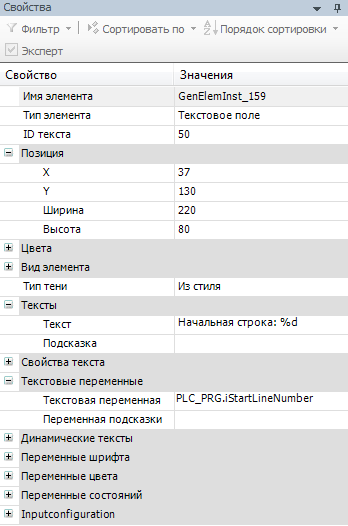 Свойства
Фильтр Сортировать по Порядок сортировки
Эксперт
Свойство Значения
Имя элемента GenElemInst_159
Тип элемента Текстовое поле
ID текста 50
Позиция
X 37
Y 130
Ширина 220
Высота 80
Цвета
Вид элемента
Тип тени Из стиля
Тексты
Текст Начальная строка: %d
Подсказка
Свойства текста
Текстовые переменные
Текстовая переменная PLC_PRG.iStartLineNumber
Переменная подсказки
Динамические тексты
Переменные шрифта
Переменные цвета
Переменные состояний
Inputconfiguration